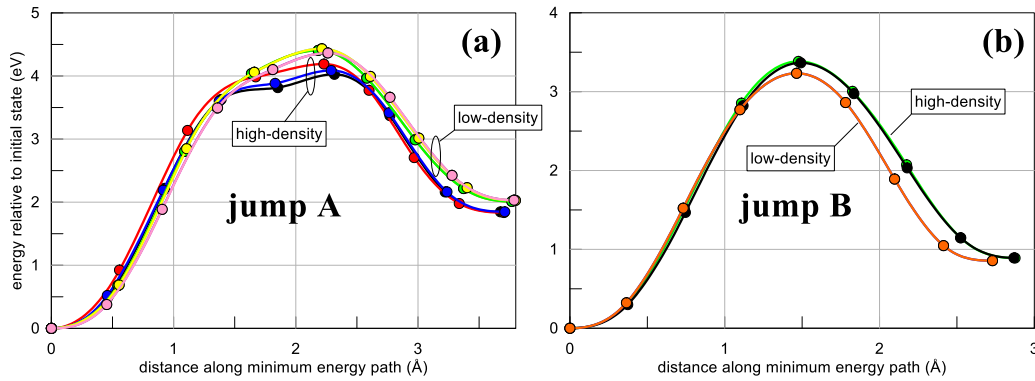 energy relative to initial state (eV)
5
4
3
2
1
0
(a)
high-density
low-density
jump A
0
1
2
3
distance along minimum energy path (Å)
4
3
2
1
0
(b)
high-density
low-density
jump B
0
1
2
3
distance along minimum energy path (Å)